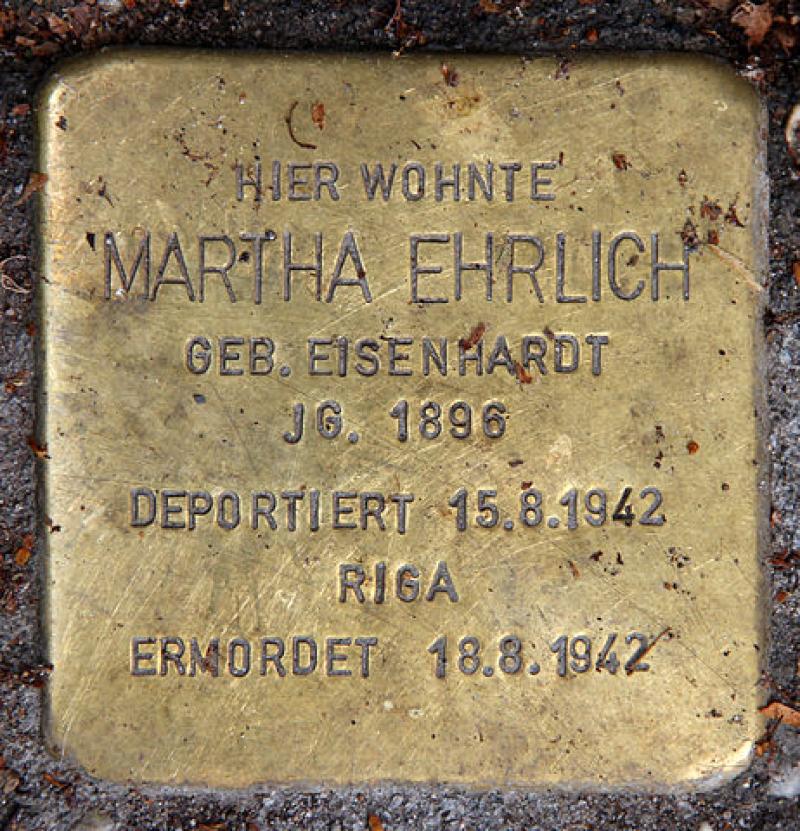 HIER WOHNTE
MARTHA EHRLICH
GEB. EISENHARDT
JG. 1896
DEPORTIERT 15.8.1942
RIGA
ERMORDET 18.8.1942